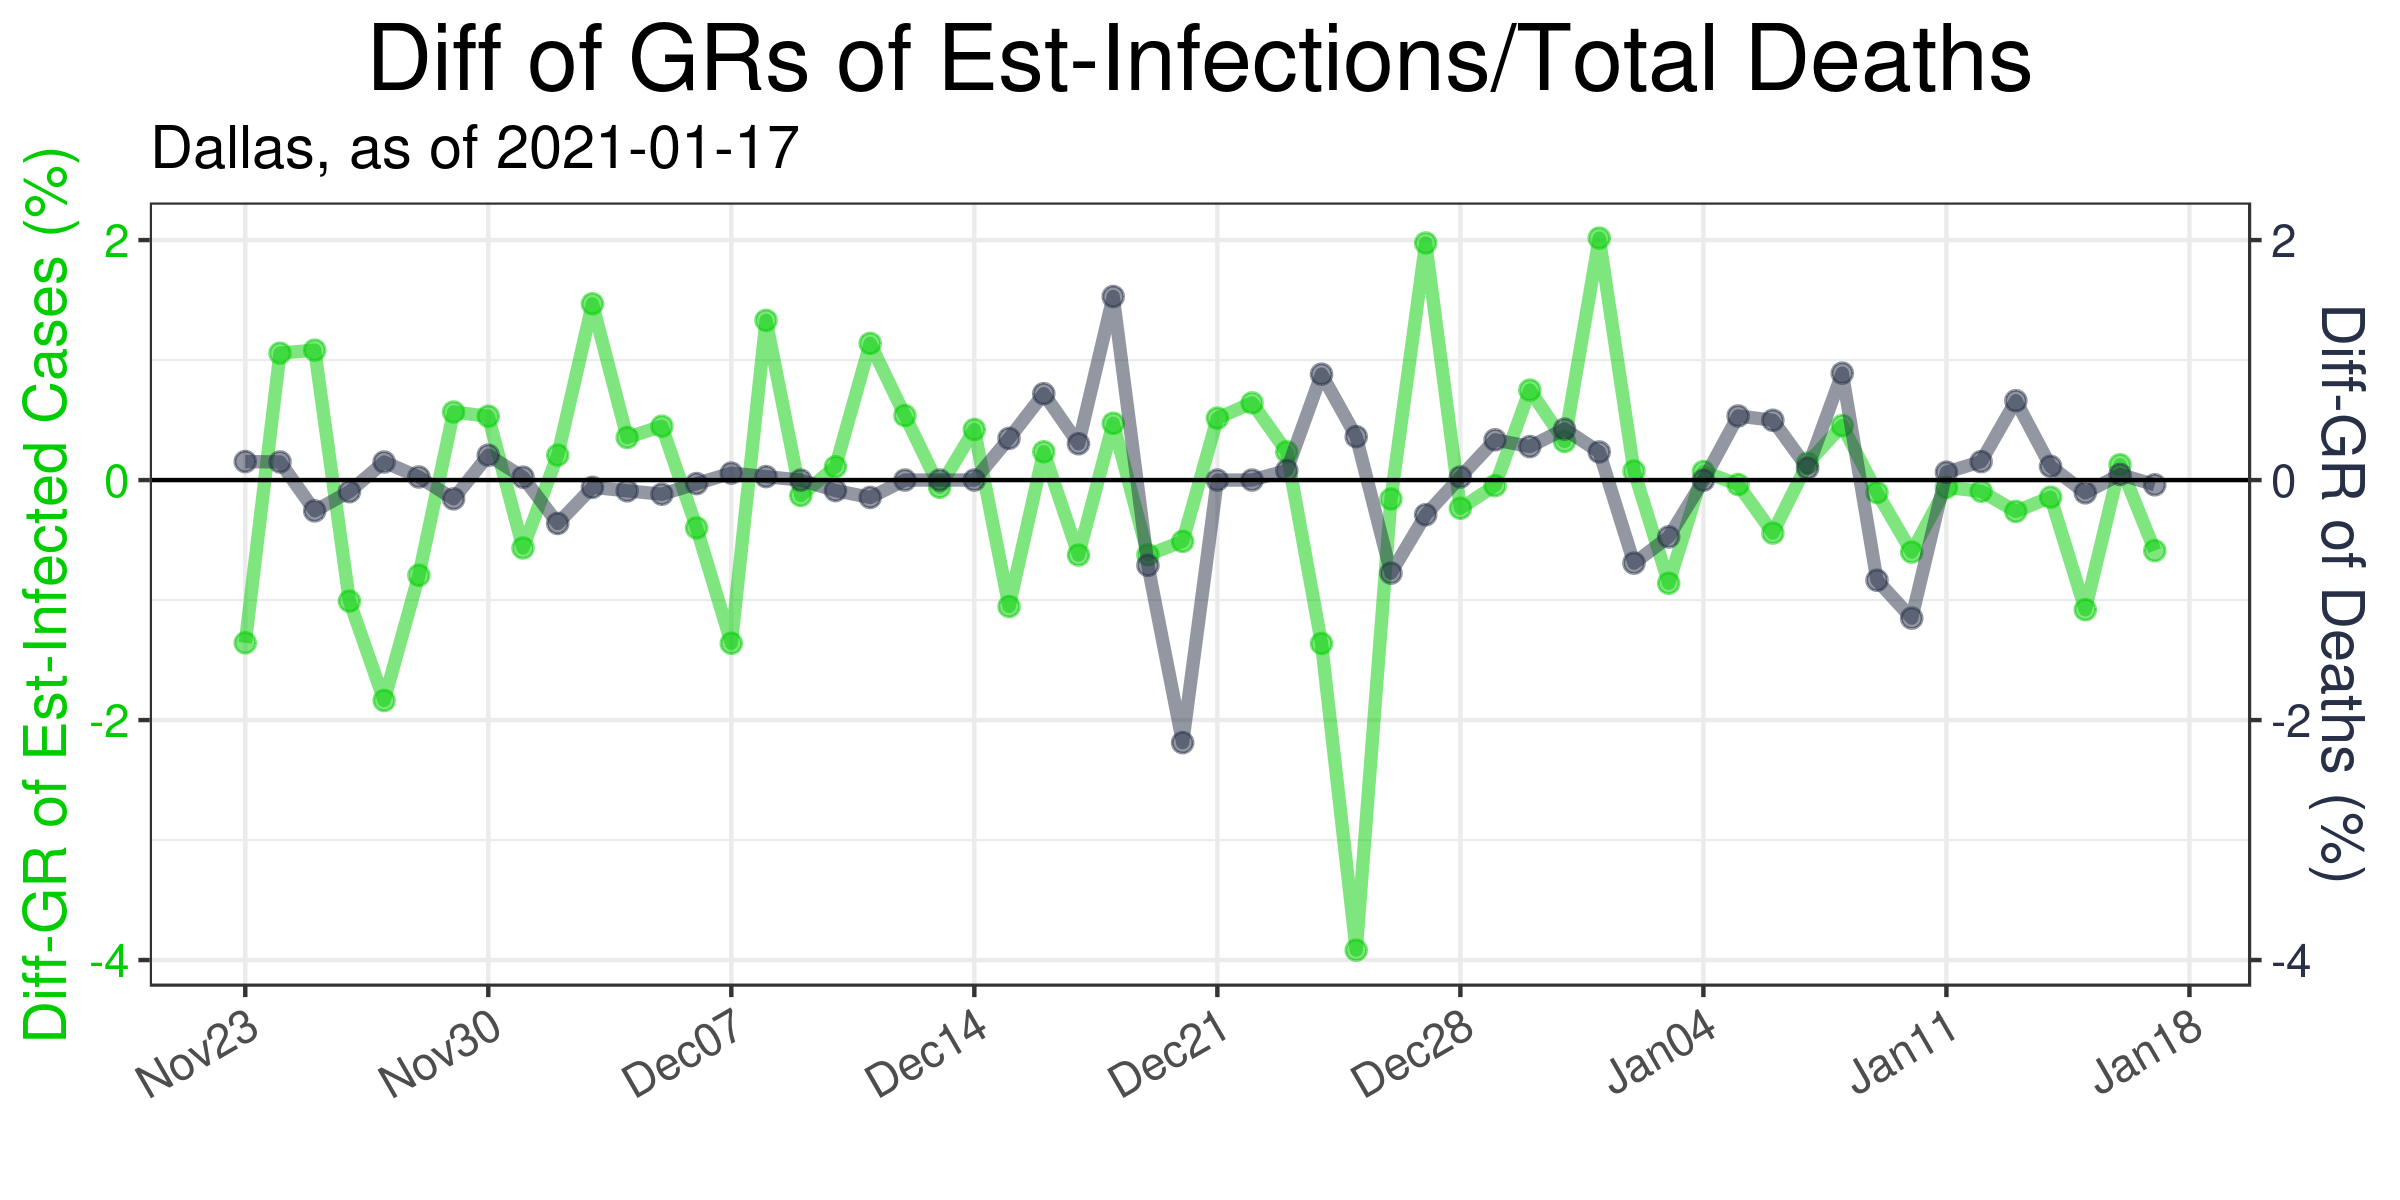 Diff of GRs of Est-Infections/Total Deaths
Dallas, as of 2021-01-17
Diff-GR of Est-Infected Cases (%)
2
0
-2
-4
2
0
-2
-4
Diff-GR of Deaths (%)
Nov23
Nov30
Dec07
Dec14
Dec21
Dec28
Jan04
Jan11
Jan18